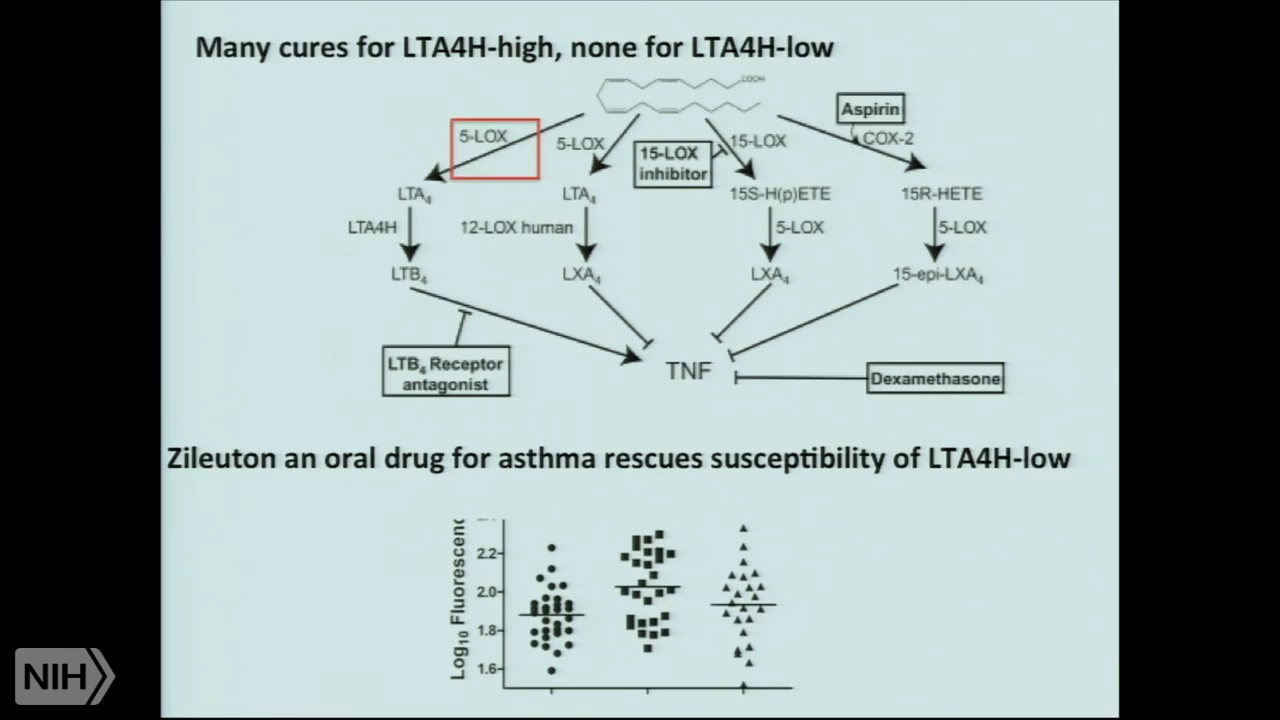 Many cures for LTA4H-high, none for LTA4H-low
COOH
Aspirin
5-LOX
5-LOX
15-LOX
inhibitor
15-LOX
COX-2
LTA4
LTA4
15S-H(p)ETE
15R-HETE
LTA4H
12-LOX human
5-LOX
5-LOX
LTB4
LXA4
LXA4
15-epi-LXA4
LTB4 Receptor
antagonist
TNF
Dexamethasone
Zileuton an oral drug for asthma rescues susceptibility of LTA4H-low
2.2
2.0
1.8
1.6
NIH